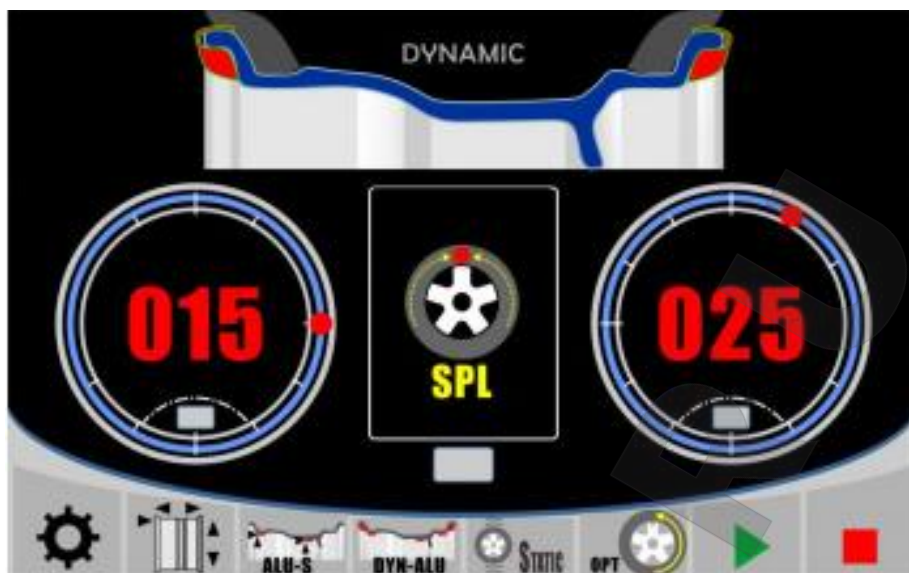 DYNAMIC
015
025
SPL
ALU-S
DYN-ALU
STATIC
OPT